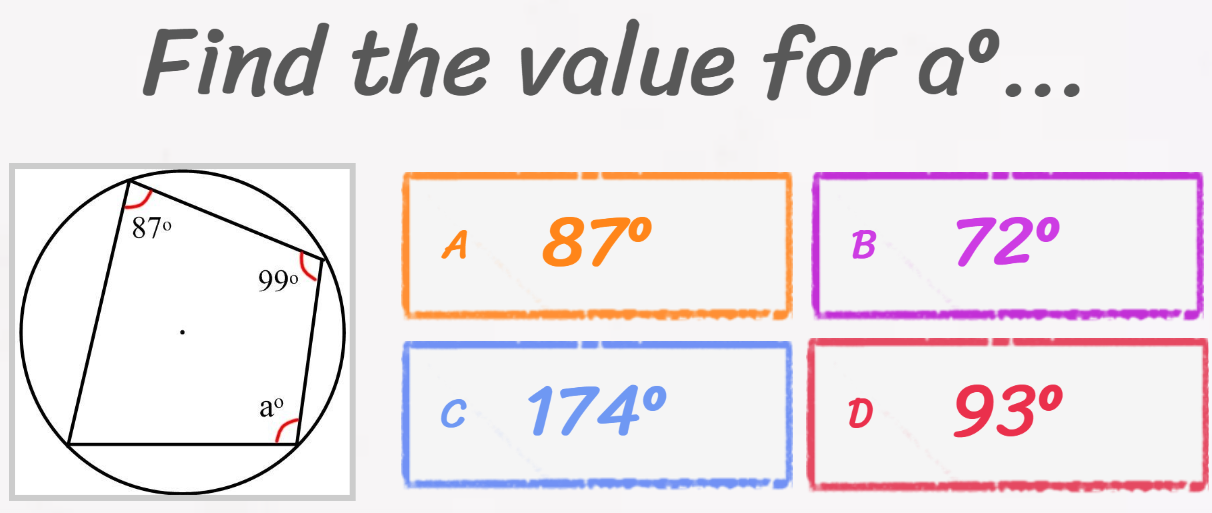 Find the value for aº...
87º
99º
aº
A 87º
B 72º
C 174º
D 93º